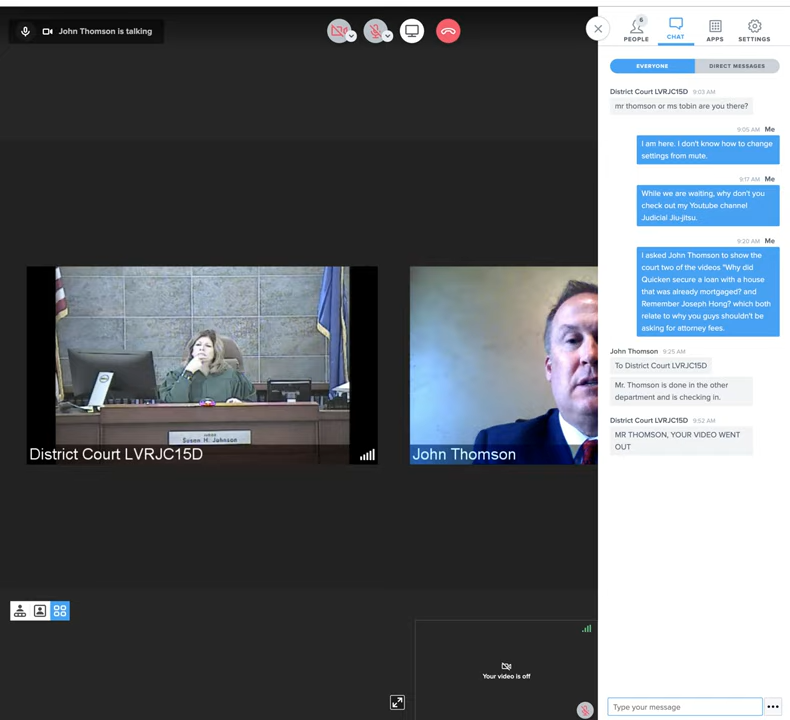 John Thomson is talking
6
PEOPLE
CHAT
APPS
SETTINGS
EVERYONE
DIRECT MESSAGES
District Court LVRJC15D 9:03 AM
mr thomson or ms tobin are you there?
9:05 AM Me
I am here. I don't know how to change
settings from mute.
9:17 AM Me
While we are waiting, why don't you
check out my Youtube channel
Judicial Jiu-jitsu.
9:20 AM Me
I asked John Thomson to show the
court two of the videos "Why did
Quicken secure a loan with a house
that was already mortgaged? and
Remember Joseph Hong? which both
relate to why you guys shouldn't be
asking for attorney fees.
John Thomson 9:25 AM
To District Court LVRJC15D
Mr. Thomson is done in the other
department and is checking in.
District Court LVRJC15D 9:52 AM
MR THOMSON, YOUR VIDEO WENT
OUT
Susan H. Johnson
District Court LVRJC15D
John Thomson
Your video is off
Type your message